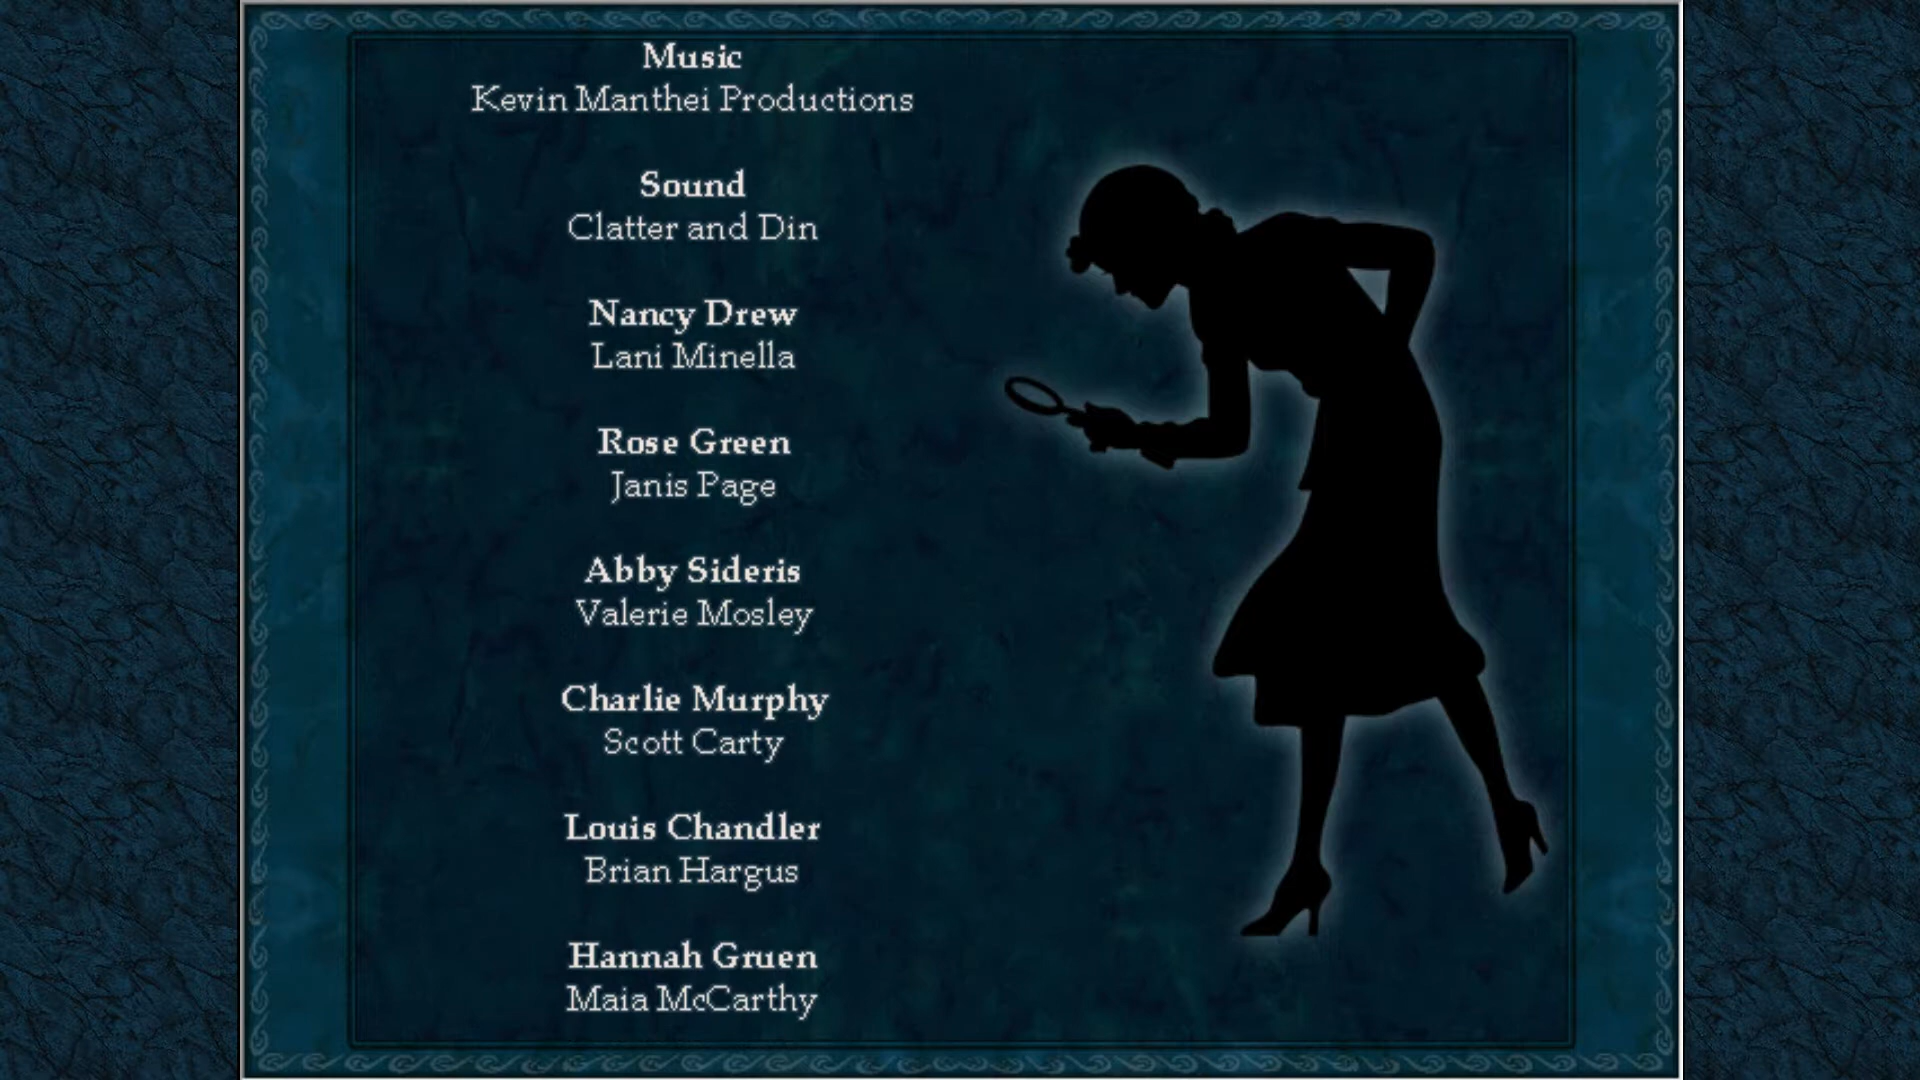 Music
Kevin Manthei Productions
Sound
Clatter and Din
Nancy Drew
Lani Minella
Rose Green
Janis Page
Abby Sideris
Valerie Mosley
Charlie Murphy
Scott Carty
Louis Chandler
Brian Hargus
Hannah Gruen
Maia McCarthy